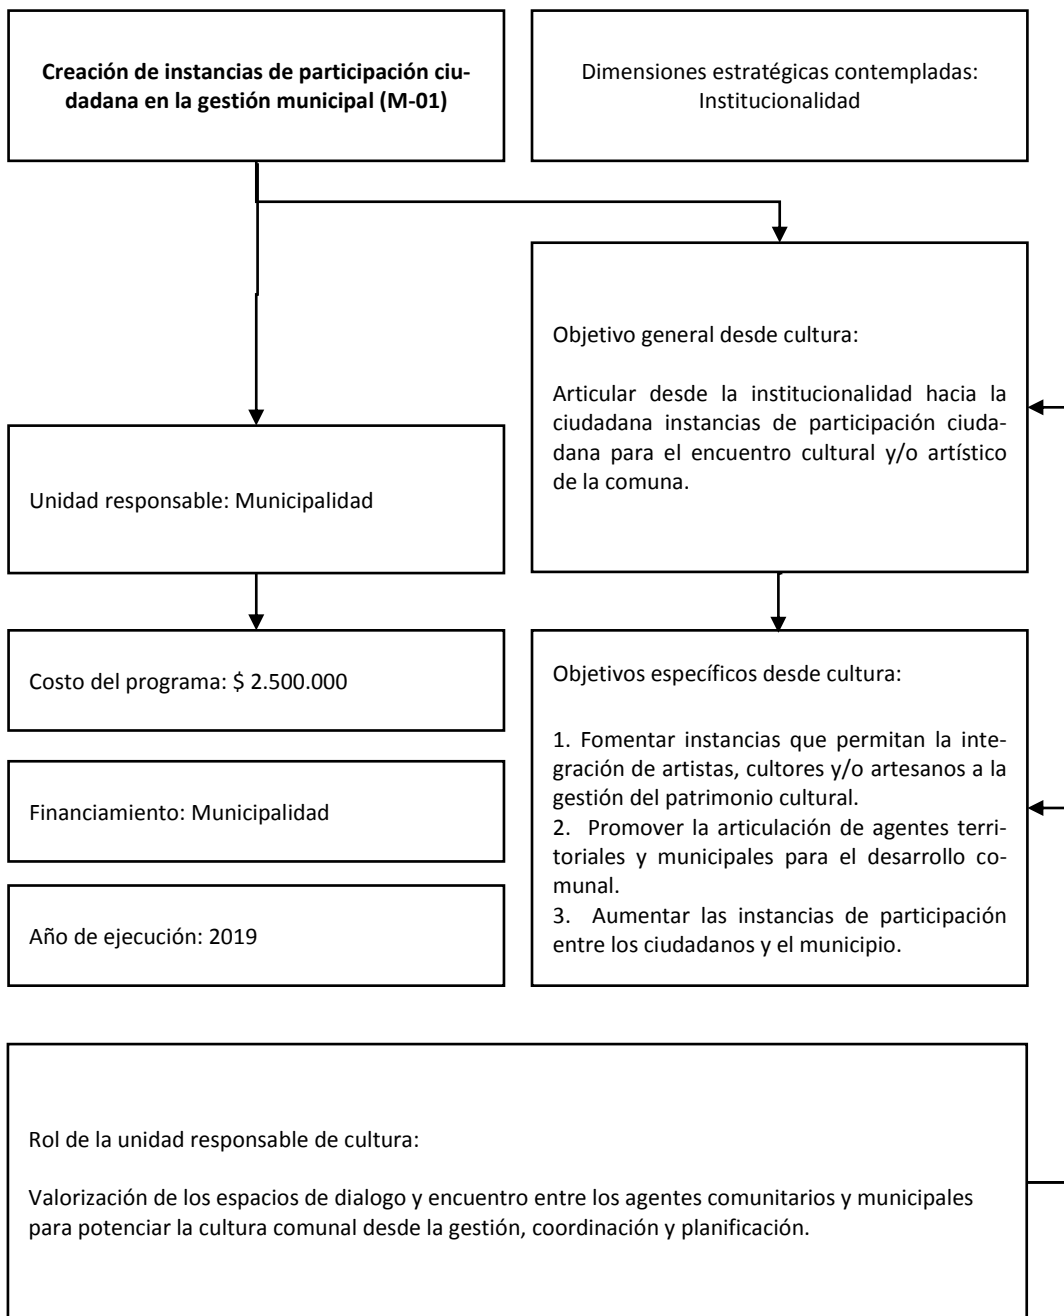 Creación de instancias de participación ciu-
dadana en la gestión municipal (M-01)
Dimensiones estratégicas contempladas:
Institucionalidad
Objetivo general desde cultura:
Articular desde la institucionalidad hacia la
ciudadana instancias de participación ciuda-
dana para el encuentro cultural y/o artístico
de la comuna.
Unidad responsable: Municipalidad
Costo del programa: $ 2.500.000
Financiamiento: Municipalidad
Año de ejecución: 2019
Objetivos específicos desde cultura:
1. Fomentar instancias que permitan la inte-
gración de artistas, cultores y/o artesanos a la
gestión del patrimonio cultural.
2. Promover la articulación de agentes terri-
toriales y municipales para el desarrollo co-
munal.
3. Aumentar las instancias de participación
entre los ciudadanos y el municipio.
Rol de la unidad responsable de cultura:
Valorización de los espacios de dialogo y encuentro entre los agentes comunitarios y municipales
para potenciar la cultura comunal desde la gestión, coordinación y planificación.